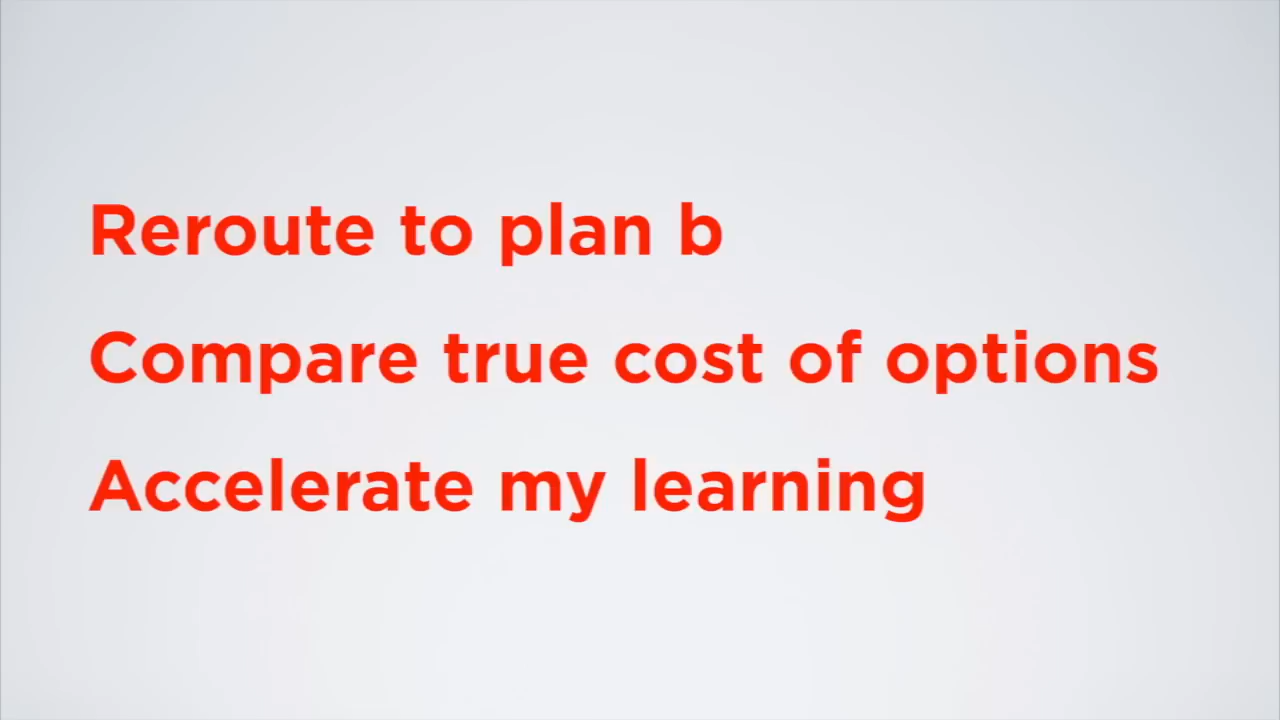 Reroute to plan b
Compare true cost of options
Accelerate my learning